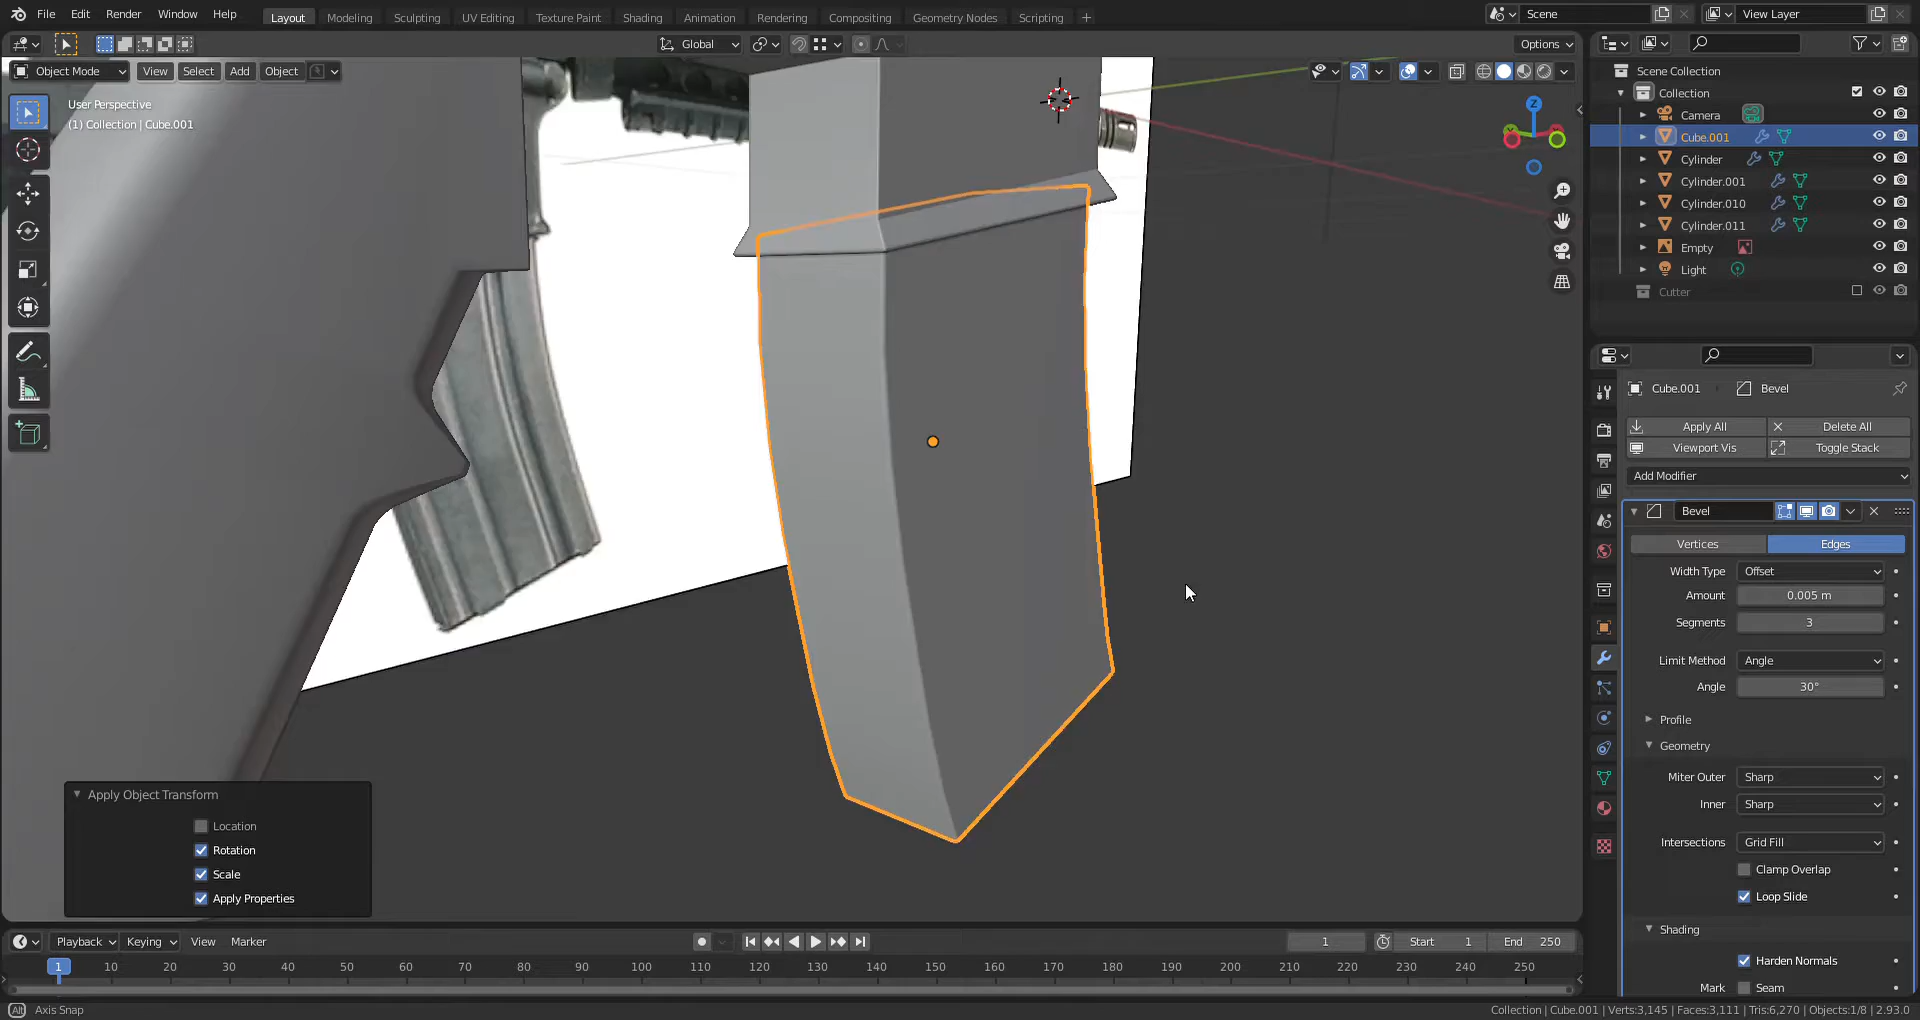 File Edit Render Window Help Layout Modeling Sculpting UV Editing Texture Paint Shading Animation Rendering Compositing Geometry Nodes Scripting + Scene View Layer
Global Options
Object Mode View Select Add Object
User Perspective
(1) Collection | Cube.001
Z
Scene Collection
Collection
Camera
Cube.001
Cylinder
Cylinder.001
Cylinder.010
Cylinder.011
Empty
Light
Cutter
Cube.001 Bevel
Apply All Delete All
Viewport Vis Toggle Stack
Add Modifier
Bevel
Vertices Edges
Width Type Offset
Amount 0.005 m
Segments 3
Limit Method Angle
Angle 30°
Profile
Geometry
Miter Outer Sharp
Inner Sharp
Intersections Grid Fill
Clamp Overlap
Loop Slide
Shading
Harden Normals
Mark Seam
Apply Object Transform
Location
Rotation
Scale
Apply Properties
Playback Keying View Marker 1 Start 1 End 250
1 10 20 30 40 50 60 70 80 90 100 110 120 130 140 150 160 170 180 190 200 210 220 230 240 250
Alt Axis Snap Collection | Cube.001 | Verts:3,145 | Faces:3,111 | Tris:6,270 | Objects:1/8 | 2.93.0